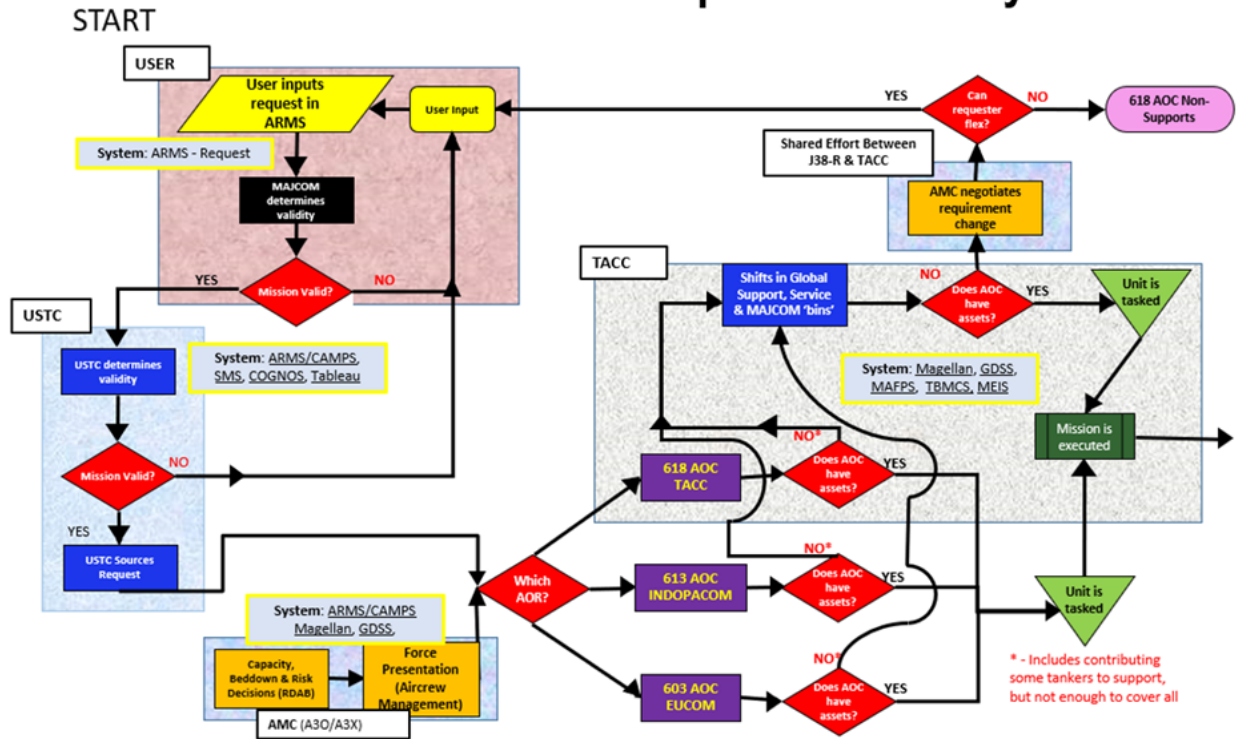 START
USER
User inputs
request in
ARMS
User Input
System: ARMS - Request
MAJCOM
determines
validity
YES
Mission Valid?
NO
USTC
USTC determines
validity
System: ARMS/CAMPS,
SMS, COGNOS, Tableau
Mission Valid?
NO
YES
USTC Sources
Request
System: ARMS/CAMPS
Magellan, GDSS,
Capacity,
Beddown & Risk
Decisions (RDAB)
Force
Presentation
(Aircrew
Management)
AMC (A3O/A3X)
Which
AOR?
YES
Can
requester
flex?
NO
618 AOC Non-
Supports
Shared Effort Between
J38-R & TACC
AMC negotiates
requirement
change
TACC
Shifts in Global
Support, Service
& MAJCOM 'bins'
NO
Does AOC
have
assets?
YES
Unit is
tasked
System: Magellan, GDSS,
MAFPS, TBMCS, MEIS
Mission is
executed
618 AOC
TACC
NO*
Does AOC
have
assets?
YES
613 AOC
INDOPACOM
NO*
Does AOC
have
assets?
YES
603 AOC
EUCOM
NO*
Does AOC
have
assets?
YES
Unit is
tasked
* - Includes contributing
some tankers to support,
but not enough to cover all